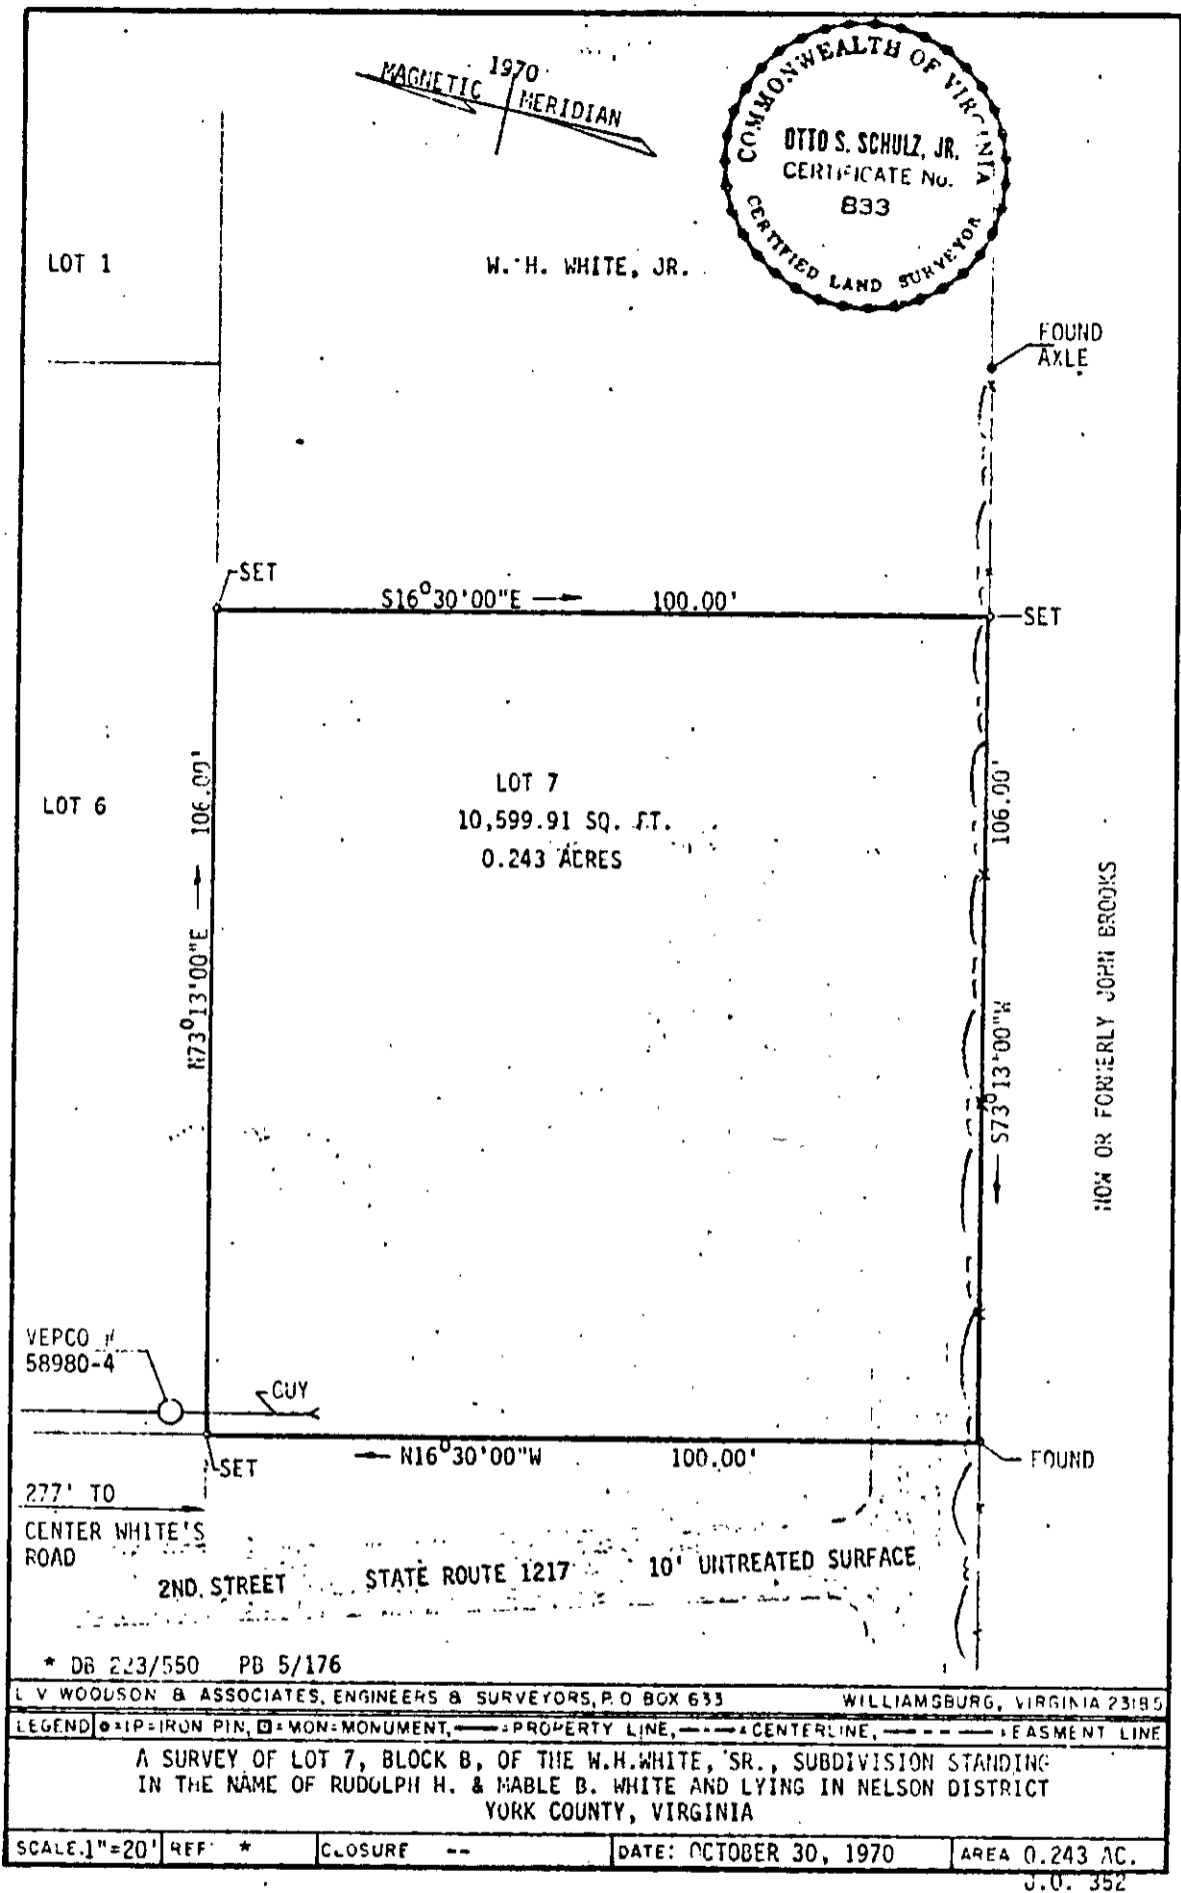 1970
MAGNETIC MERIDIAN
COMMONWEALTH OF VIRGINIA
OTTO S. SCHULZ, JR.
CERTIFICATE No.
833
CERTIFIED LAND SURVEYOR
LOT 1
W. H. WHITE, JR.
FOUND
AXLE
SET
S16°30'00"E 100.00'
SET
LOT 6
N73°13'00"E 106.00'
LOT 7
10,599.91 SQ. FT.
0.243 ACRES
106.00'
S73°13'00"W
NOW OR FORMERLY JOHN BROOKS
VEPCO #
58980-4
GUY
SET
N16°30'00"W 100.00'
FOUND
277' TO
CENTER WHITE'S
ROAD
2ND. STREET STATE ROUTE 1217 10' UNTREATED SURFACE
* DB 223/550 PB 5/176
L V WOODSON & ASSOCIATES, ENGINEERS & SURVEYORS, P.O BOX 633 WILLIAMSBURG, VIRGINIA 23185
LEGEND =IP=IRON PIN, =MON=MONUMENT, =PROPERTY LINE, =CENTERLINE, =EASMENT LINE
A SURVEY OF LOT 7, BLOCK B, OF THE W.H.WHITE, SR., SUBDIVISION STANDING
IN THE NAME OF RUDOLPH H. & MABLE B. WHITE AND LYING IN NELSON DISTRICT
YORK COUNTY, VIRGINIA
SCALE.1"=20' REF: * CLOSURE -- DATE: OCTOBER 30, 1970 AREA 0.243 AC.
J.O. 352